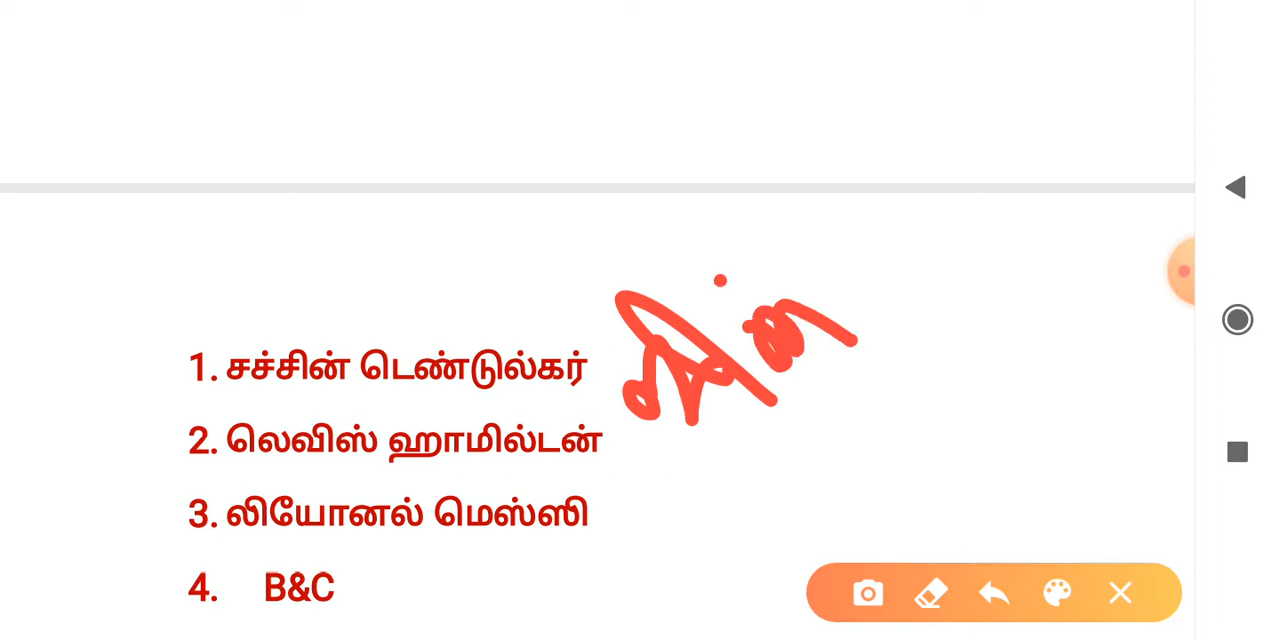 1. சச்சின் டெண்டுல்கர்
2. லெவிஸ் ஹாமில்டன்
3. லியோனல் மெஸ்ஸி
4. B&C